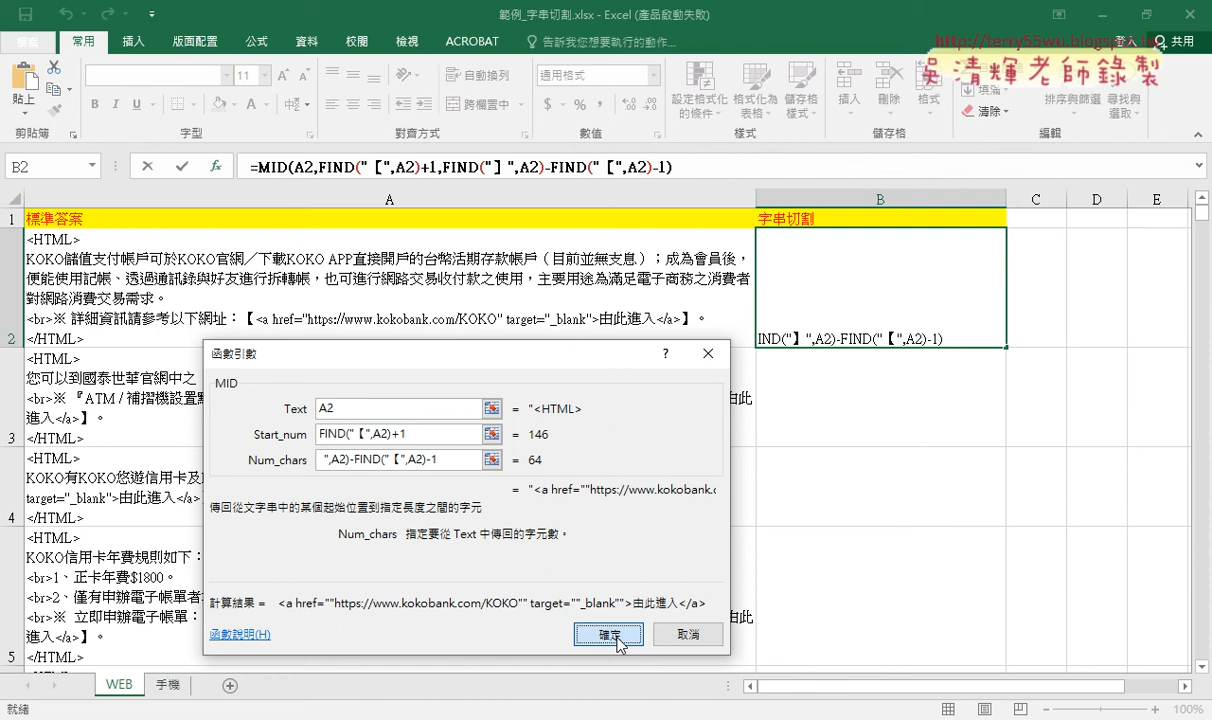 範例_字串切割.xlsx - Excel (產品啟動失敗)
常用 插入 版面配置 公式 資料 校閱 檢視 ACROBAT 告訴我您想要執行的動作... 登入 共用
http://terry55wu.blogspot.tw
吳清輝老師錄製
貼上 11 自動換列 通用格式 設定格式化的條件 格式化為表格 儲存格樣式 插入 刪除 格式 填滿 清除 排序與篩選 尋找與選取
B I U A 中 跨欄置中 $ % ,
剪貼簿 字型 對齊方式 數值 樣式 儲存格 編輯
B2 fx =MID(A2,FIND("【",A2)+1,FIND("】",A2)-FIND("【",A2)-1)
A B C D E
1 標準答案 字串切割
<HTML>
KOKO儲值支付帳戶可於KOKO官網／下載KOKO APP直接開戶的台幣活期存款帳戶（目前並無支息）；成為會員後，
便能使用記帳、透過通訊錄與好友進行拆轉帳，也可進行網路交易收付款之使用，主要用途為滿足電子商務之消費者
對網路消費交易需求。
<br>※ 詳細資訊請參考以下網址：【<a href="https://www.kokobank.com/KOKO" target="_blank">由此進入</a>】。
2 </HTML> IND("】",A2)-FIND("【",A2)-1)
<HTML>
您可以到國泰世華官網中之
<br>※『ATM / 補摺機設置 由此
進入</a>】。
3 </HTML>
<HTML>
KOKO有KOKO您遊信用卡及
target="_blank">由此進入</a>
4 </HTML>
<HTML>
KOKO信用卡年費規則如下：
<br>1、正卡年費$1800。
<br>2、僅有申辦電子帳單者
<br>※ 立即申辦電子帳單： 由此
進入</a>】。
5 </HTML>
函數引數 ?
MID
Text A2 = "<HTML>
Start_num FIND("【",A2)+1 = 146
Num_chars ",A2)-FIND("【",A2)-1 = 64
= "<a href=""https://www.kokobank.c
傳回從文字串中的某個起始位置到指定長度之間的字元
Num_chars 指定要從 Text 中傳回的字元數。
計算結果 = <a href=""https://www.kokobank.com/KOKO"" target=""_blank"">由此進入</a>
函數說明(H) 確定 取消
WEB 手機
就緒 100%